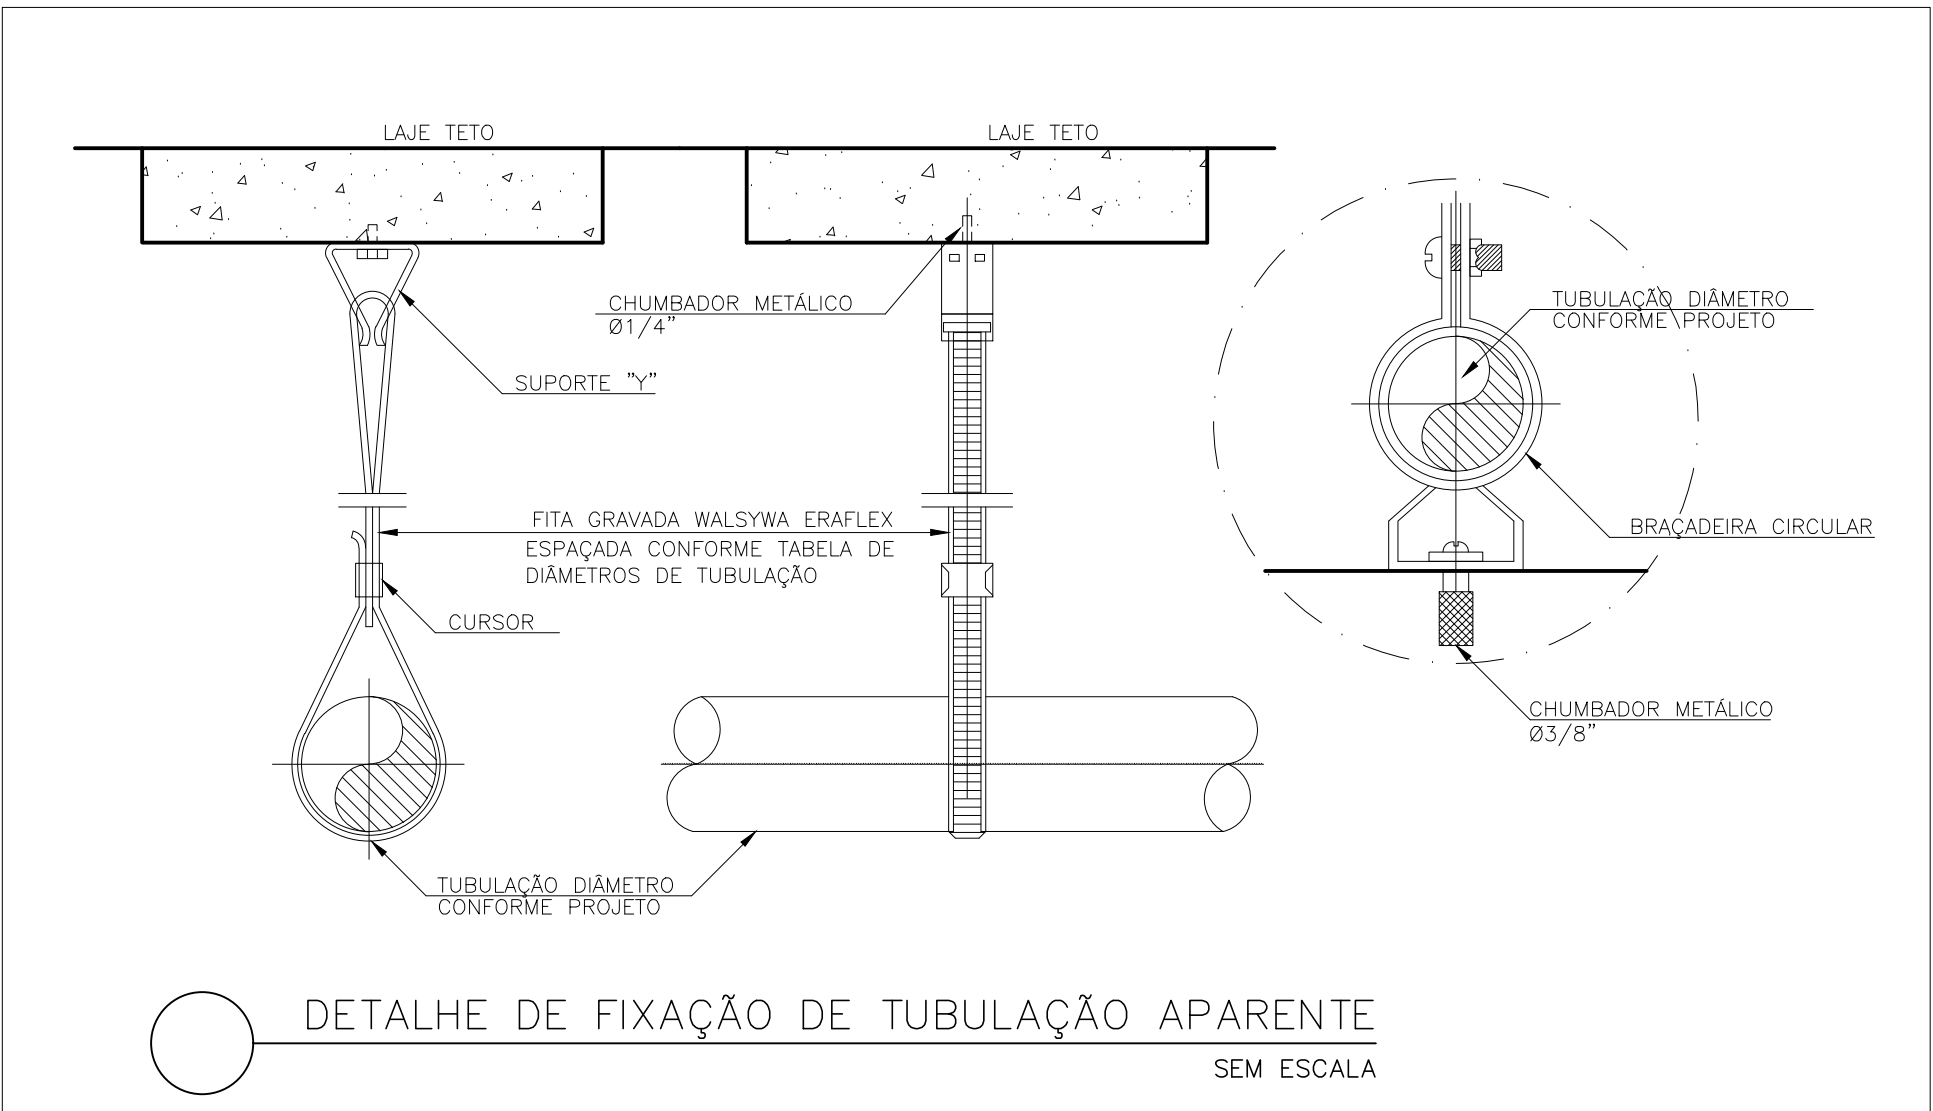 LAJE TETO
LAJE TETO
CHUMBADOR METÁLICO
Ø1/4"
TUBULAÇÃO DIÂMETRO
CONFORME PROJETO
SUPORTE "Y"
FITA GRAVADA WALSYWA ERAFLEX
ESPAÇADA CONFORME TABELA DE
DIÂMETROS DE TUBULAÇÃO
BRAÇADEIRA CIRCULAR
CURSOR
CHUMBADOR METÁLICO
Ø3/8"
TUBULAÇÃO DIÂMETRO
CONFORME PROJETO
DETALHE DE FIXAÇÃO DE TUBULAÇÃO APARENTE
SEM ESCALA